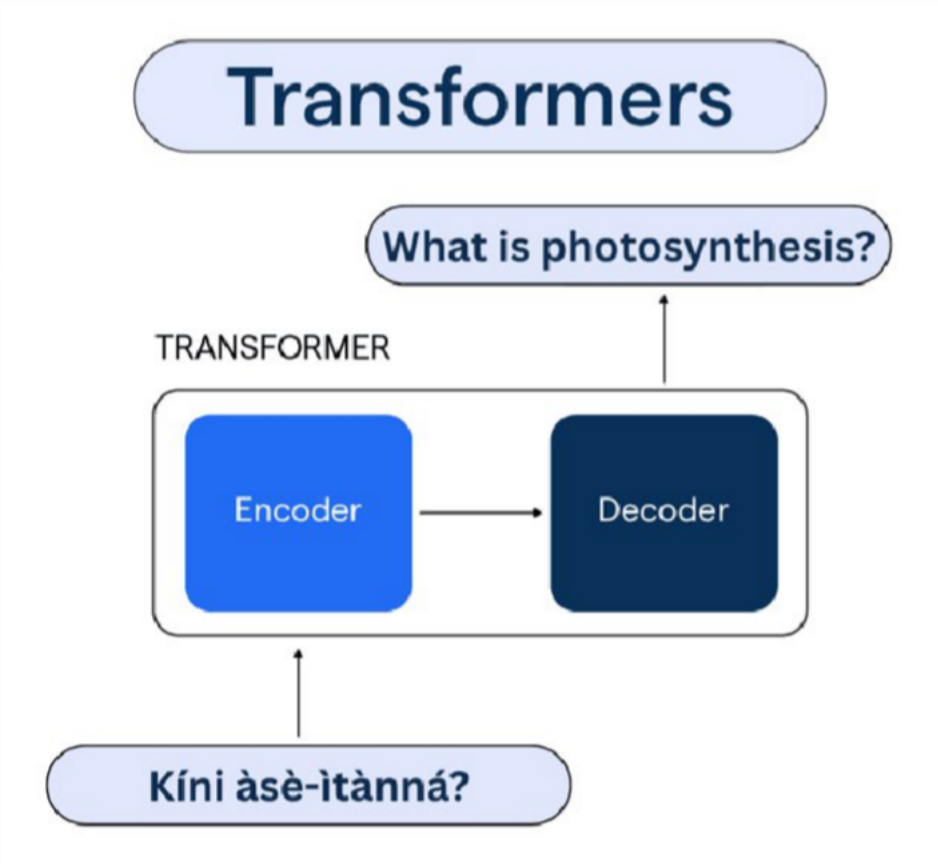 Transformers
What is photosynthesis?
TRANSFORMER
Encoder
Decoder
Kíni àsè-ìtànná?